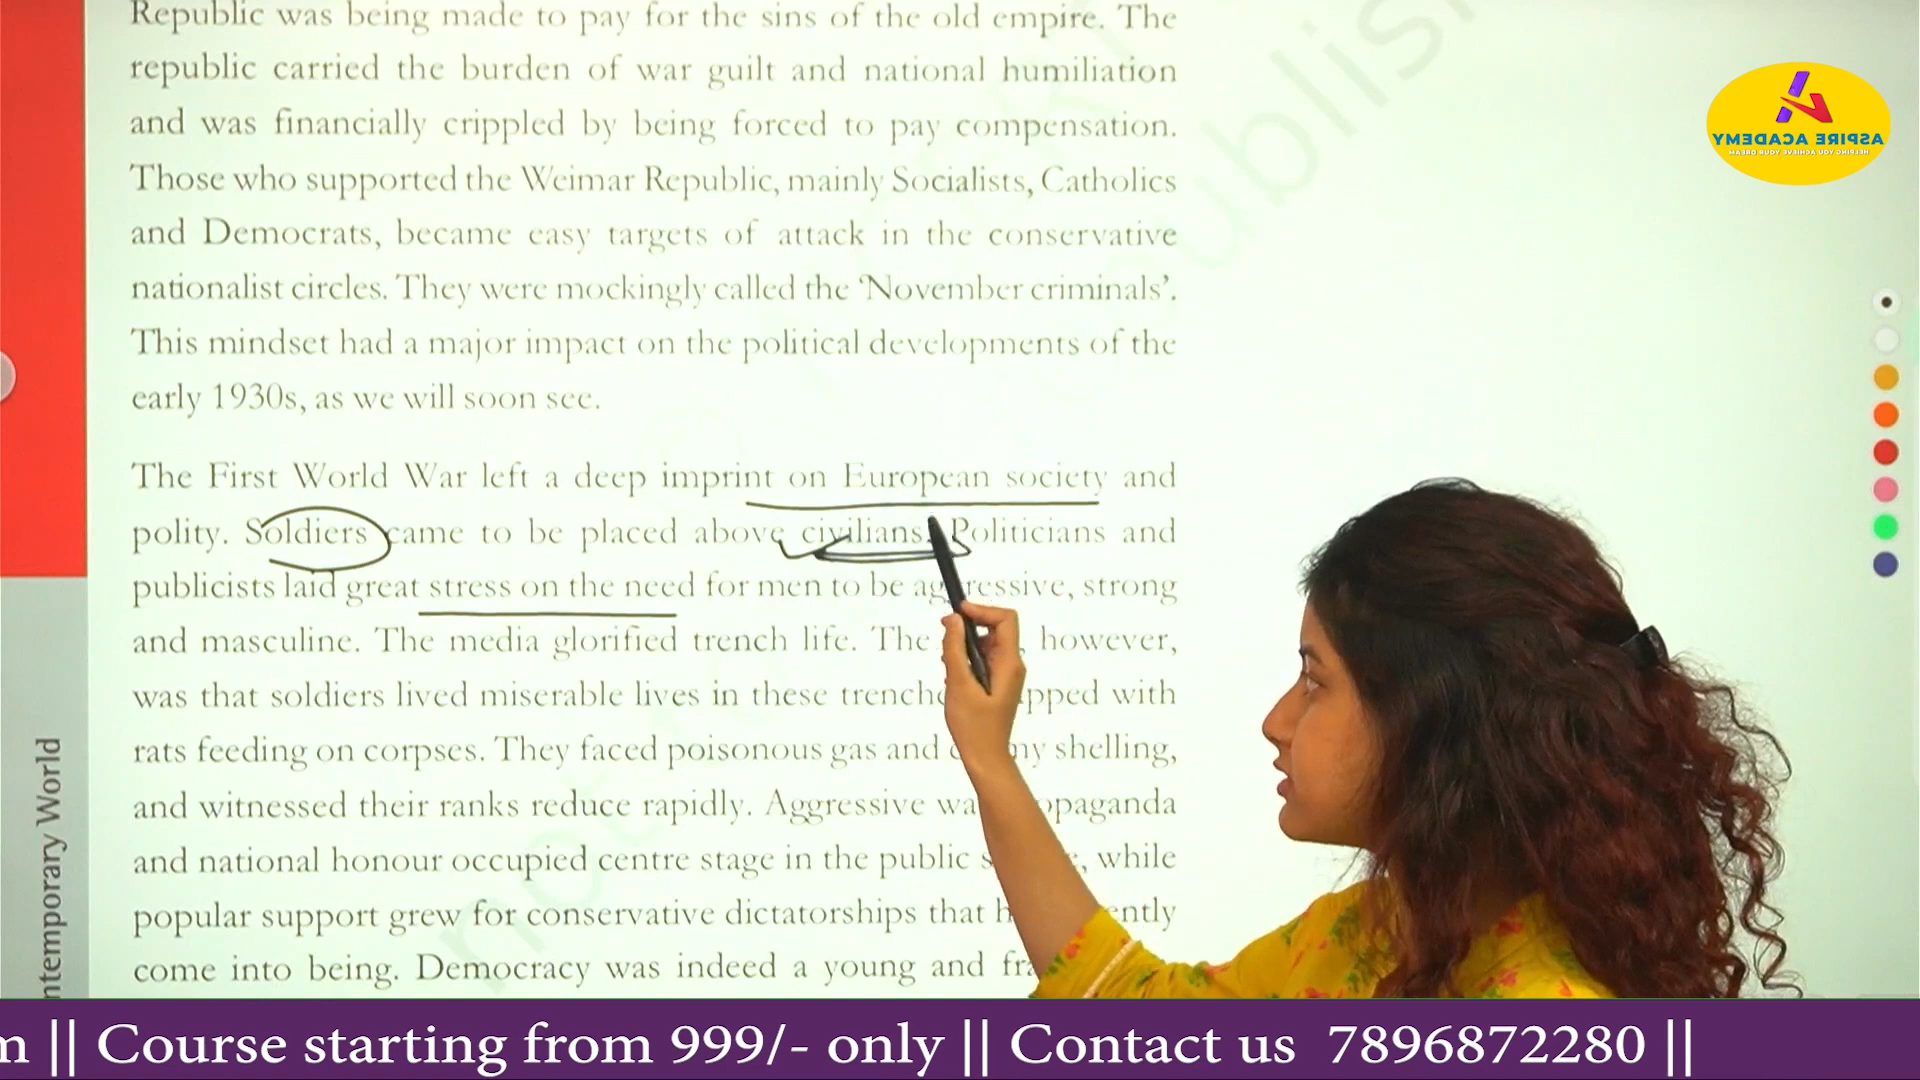 Republic was being made to pay for the sins of the old empire. The
republic carried the burden of war guilt and national humiliation
and was financially crippled by being forced to pay compensation.
Those who supported the Weimar Republic, mainly Socialists, Catholics
and Democrats, became easy targets of attack in the conservative
nationalist circles. They were mockingly called the ‘November criminals’.
This mindset had a major impact on the political developments of the
early 1930s, as we will soon see.
The First World War left a deep imprint on European society and
polity. Soldiers came to be placed above civilians. Politicians and
publicists laid great stress on the need for men to be aggressive, strong
and masculine. The media glorified trench life. The however,
was that soldiers lived miserable lives in these with
rats feeding on corpses. They faced poisonous gas and shelling,
and witnessed their ranks reduce rapidly. Aggressive
and national honour occupied centre stage in the public while
popular support grew for conservative dictatorships that
come into being. Democracy was indeed a young and
ntemporary World
ASPIRE ACADEMY
HELPING YOU ACHIEVE YOUR DREAM
m || Course starting from 999/- only || Contact us 7896872280 ||